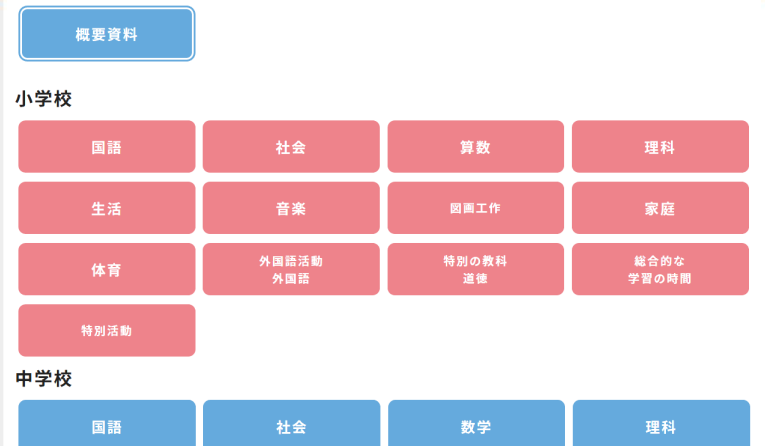 概要資料
小学校
国語
社会
算数
理科
生活
音楽
図画工作
家庭
体育
外国語活動
外国語
特別の教科
道徳
総合的な
学習の時間
特別活動
中学校
国語
社会
数学
理科